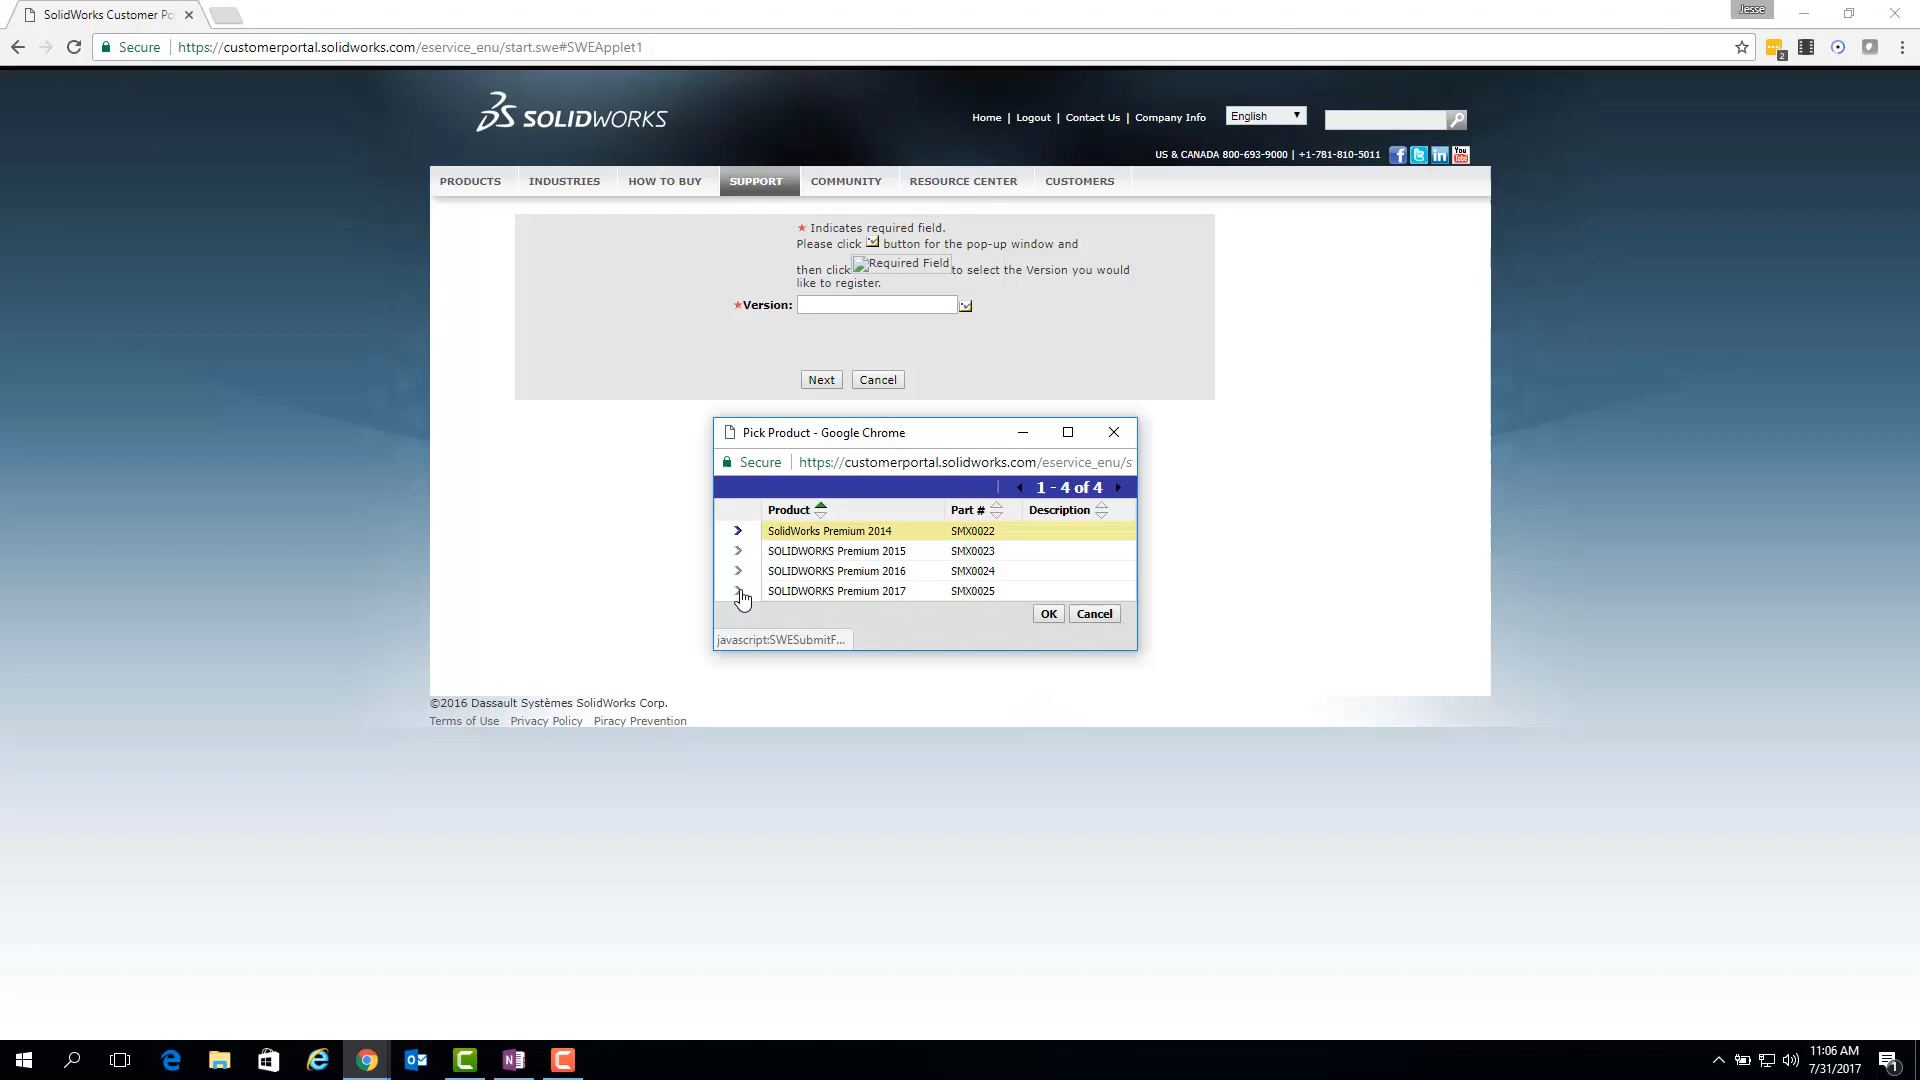 SolidWorks Customer Po
Jesse
Secure https://customerportal.solidworks.com/eservice_enu/start.swe#SWEApplet1
2
SOLIDWORKS
Home | Logout | Contact Us | Company Info
English
US & CANADA 800-693-9000 | +1-781-810-5011
f t in You Tube
PRODUCTS INDUSTRIES HOW TO BUY SUPPORT COMMUNITY RESOURCE CENTER CUSTOMERS
* Indicates required field.
Please click button for the pop-up window and
then click Required Field to select the Version you would
like to register.
*Version:
Next Cancel
Pick Product - Google Chrome
Secure https://customerportal.solidworks.com/eservice_enu/s
1 - 4 of 4
Product Part # Description
SolidWorks Premium 2014 SMX0022
SOLIDWORKS Premium 2015 SMX0023
SOLIDWORKS Premium 2016 SMX0024
SOLIDWORKS Premium 2017 SMX0025
OK Cancel
javascript:SWESubmitF...
©2016 Dassault Systèmes SolidWorks Corp.
Terms of Use Privacy Policy Piracy Prevention
11:06 AM
7/31/2017
1